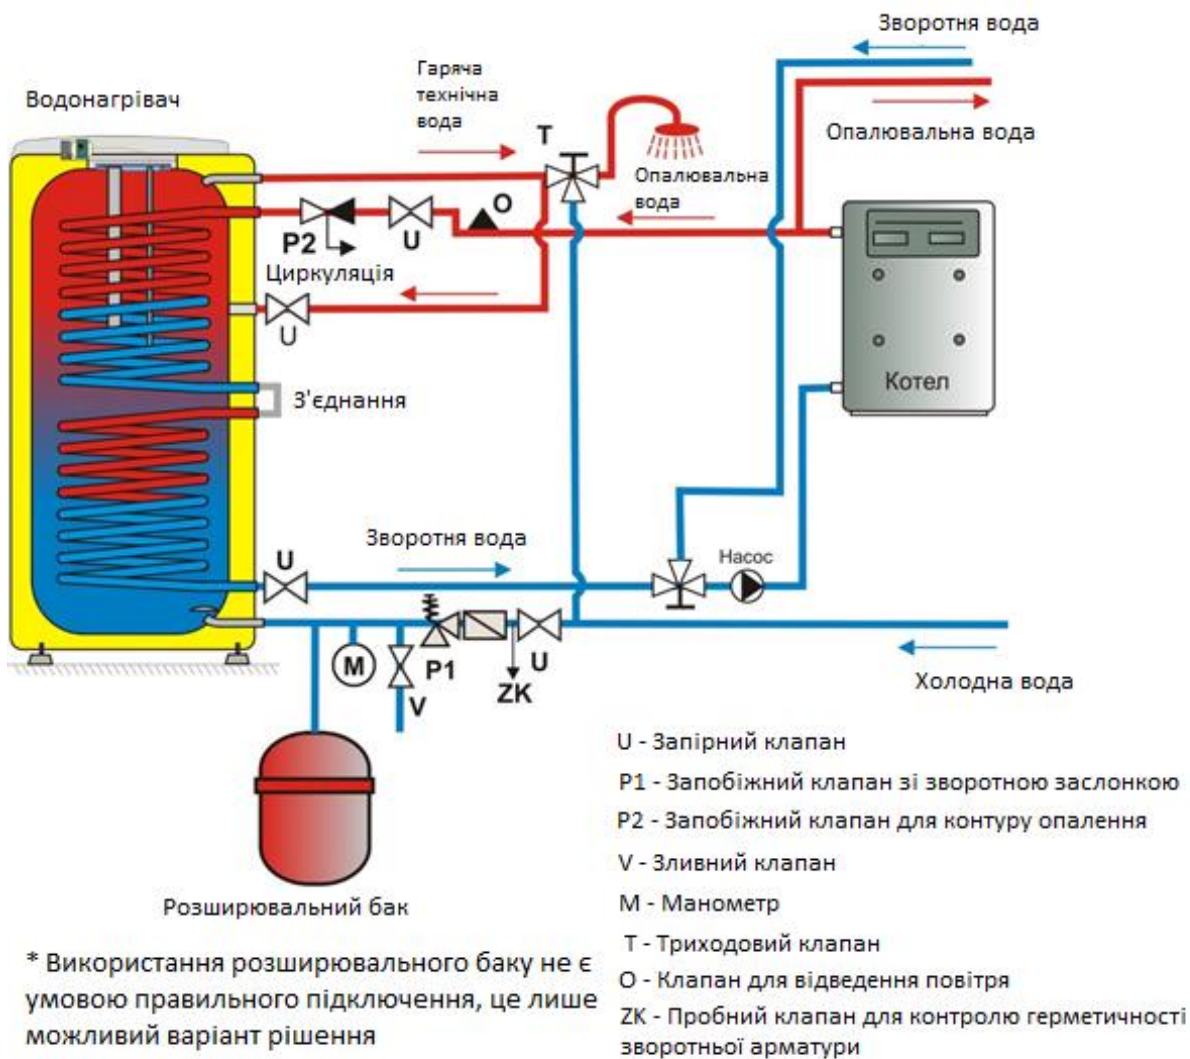 Зворотня вода
Гаряча
технічна
вода
Водонагрівач
T
Опалювальна вода
Опалювальна
вода
O
P2
U
Циркуляція
U
Котел
З'єднання
Зворотня вода
Насос
U
M
V
P1
ZK
U
Холодна вода
Розширювальний бак
U - Запірний клапан
P1 - Запобіжний клапан зі зворотною заслонкою
P2 - Запобіжний клапан для контуру опалення
V - Зливний клапан
M - Манометр
T - Триходовий клапан
O - Клапан для відведення повітря
ZK - Пробний клапан для контролю герметичності
зворотньої арматури
* Використання розширювального баку не є
умовою правильного підключення, це лише
можливий варіант рішення